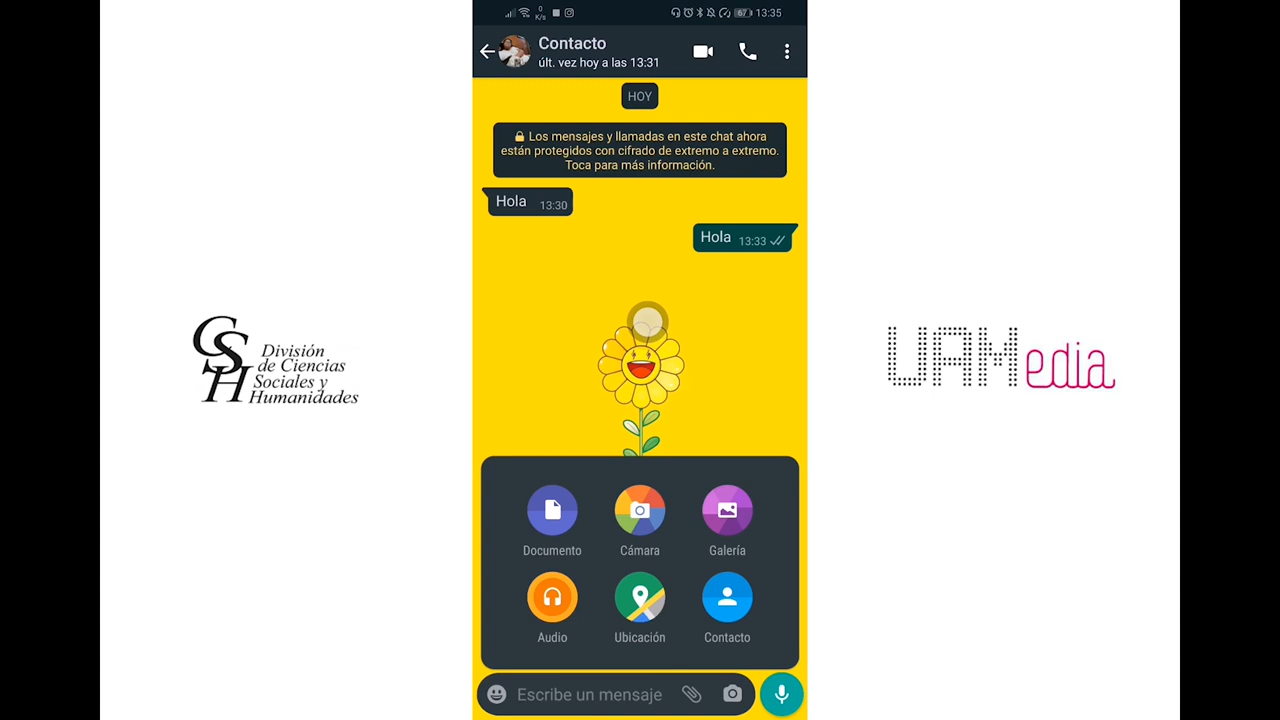 0
K/s
67
13:35
Contacto
últ. vez hoy a las 13:31
HOY
Los mensajes y llamadas en este chat ahora
están protegidos con cifrado de extremo a extremo.
Toca para más información.
Hola 13:30
Hola 13:33
CSH
División
de Ciencias
Sociales y
Humanidades
UAMedia
Documento
Cámara
Galería
Audio
Ubicación
Contacto
Escribe un mensaje